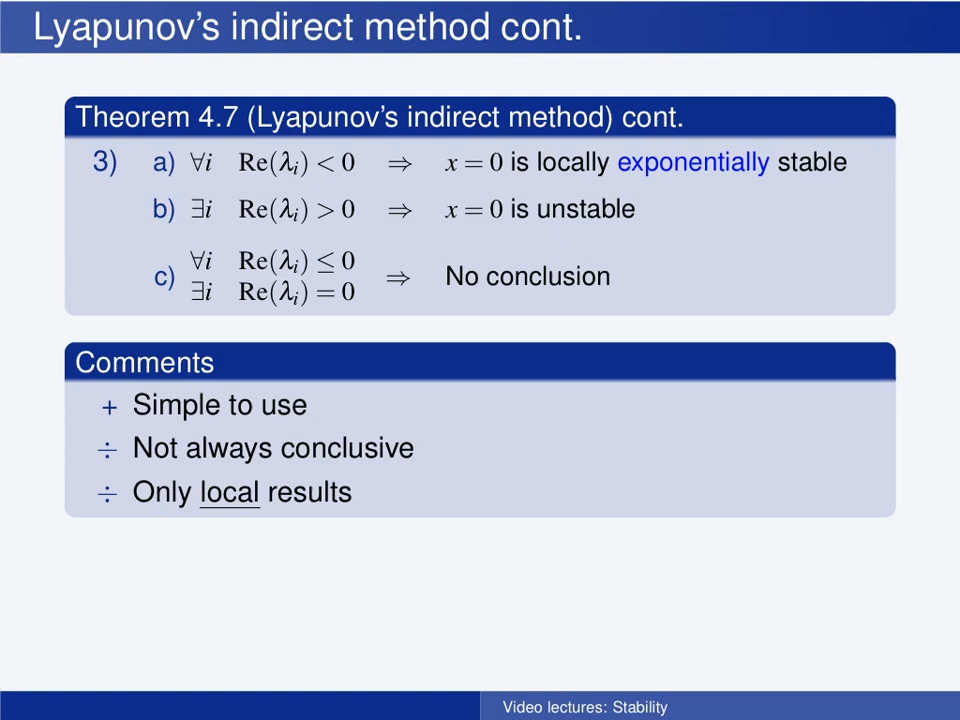 Lyapunov's indirect method cont.
Theorem 4.7 (Lyapunov's indirect method) cont.
3) a) ∀i Re(λᵢ) < 0 ⇒ x = 0 is locally exponentially stable
b) ∃i Re(λᵢ) > 0 ⇒ x = 0 is unstable
c) ∀i Re(λᵢ) ≤ 0
∃i Re(λᵢ) = 0 ⇒ No conclusion
Comments
+ Simple to use
÷ Not always conclusive
÷ Only local results
Video lectures: Stability